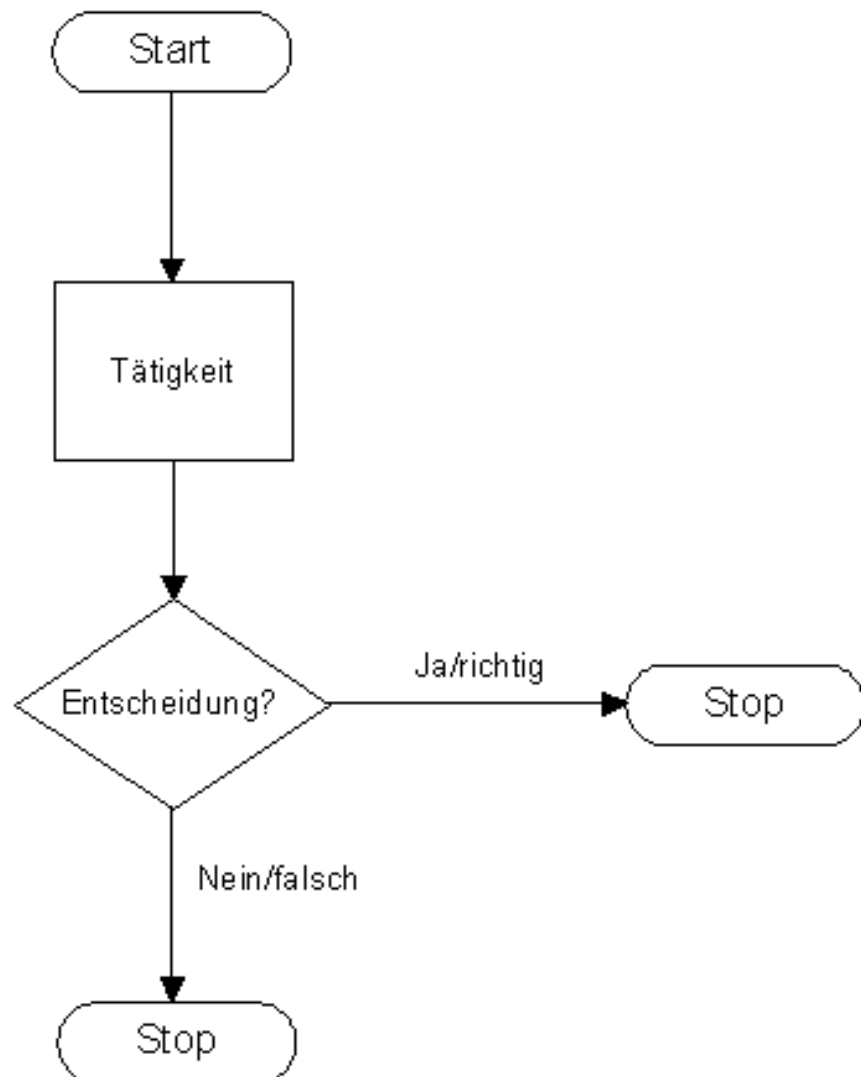 Start
Tätigkeit
Entscheidung?
Ja/richtig
Stop
Nein/falsch
Stop